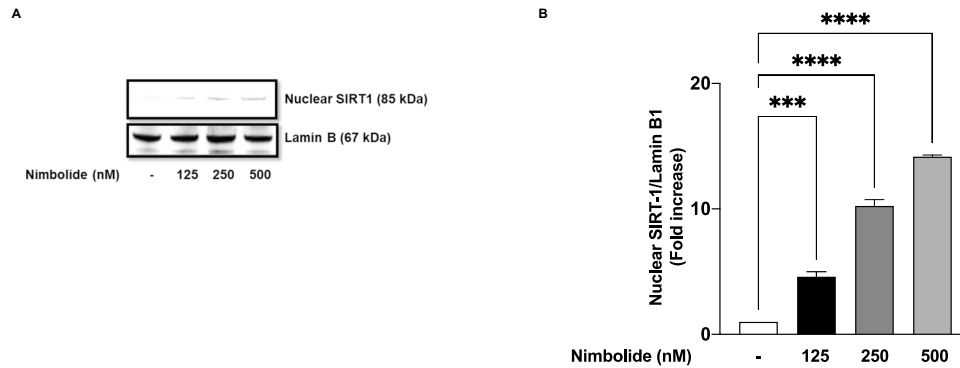 A
Nuclear SIRT1 (85 kDa)
Lamin B (67 kDa)
Nimbolide (nM) - 125 250 500
B
****
****
***
20
10
0
Nuclear SIRT-1/Lamin B1
(Fold increase)
Nimbolide (nM) - 125 250 500